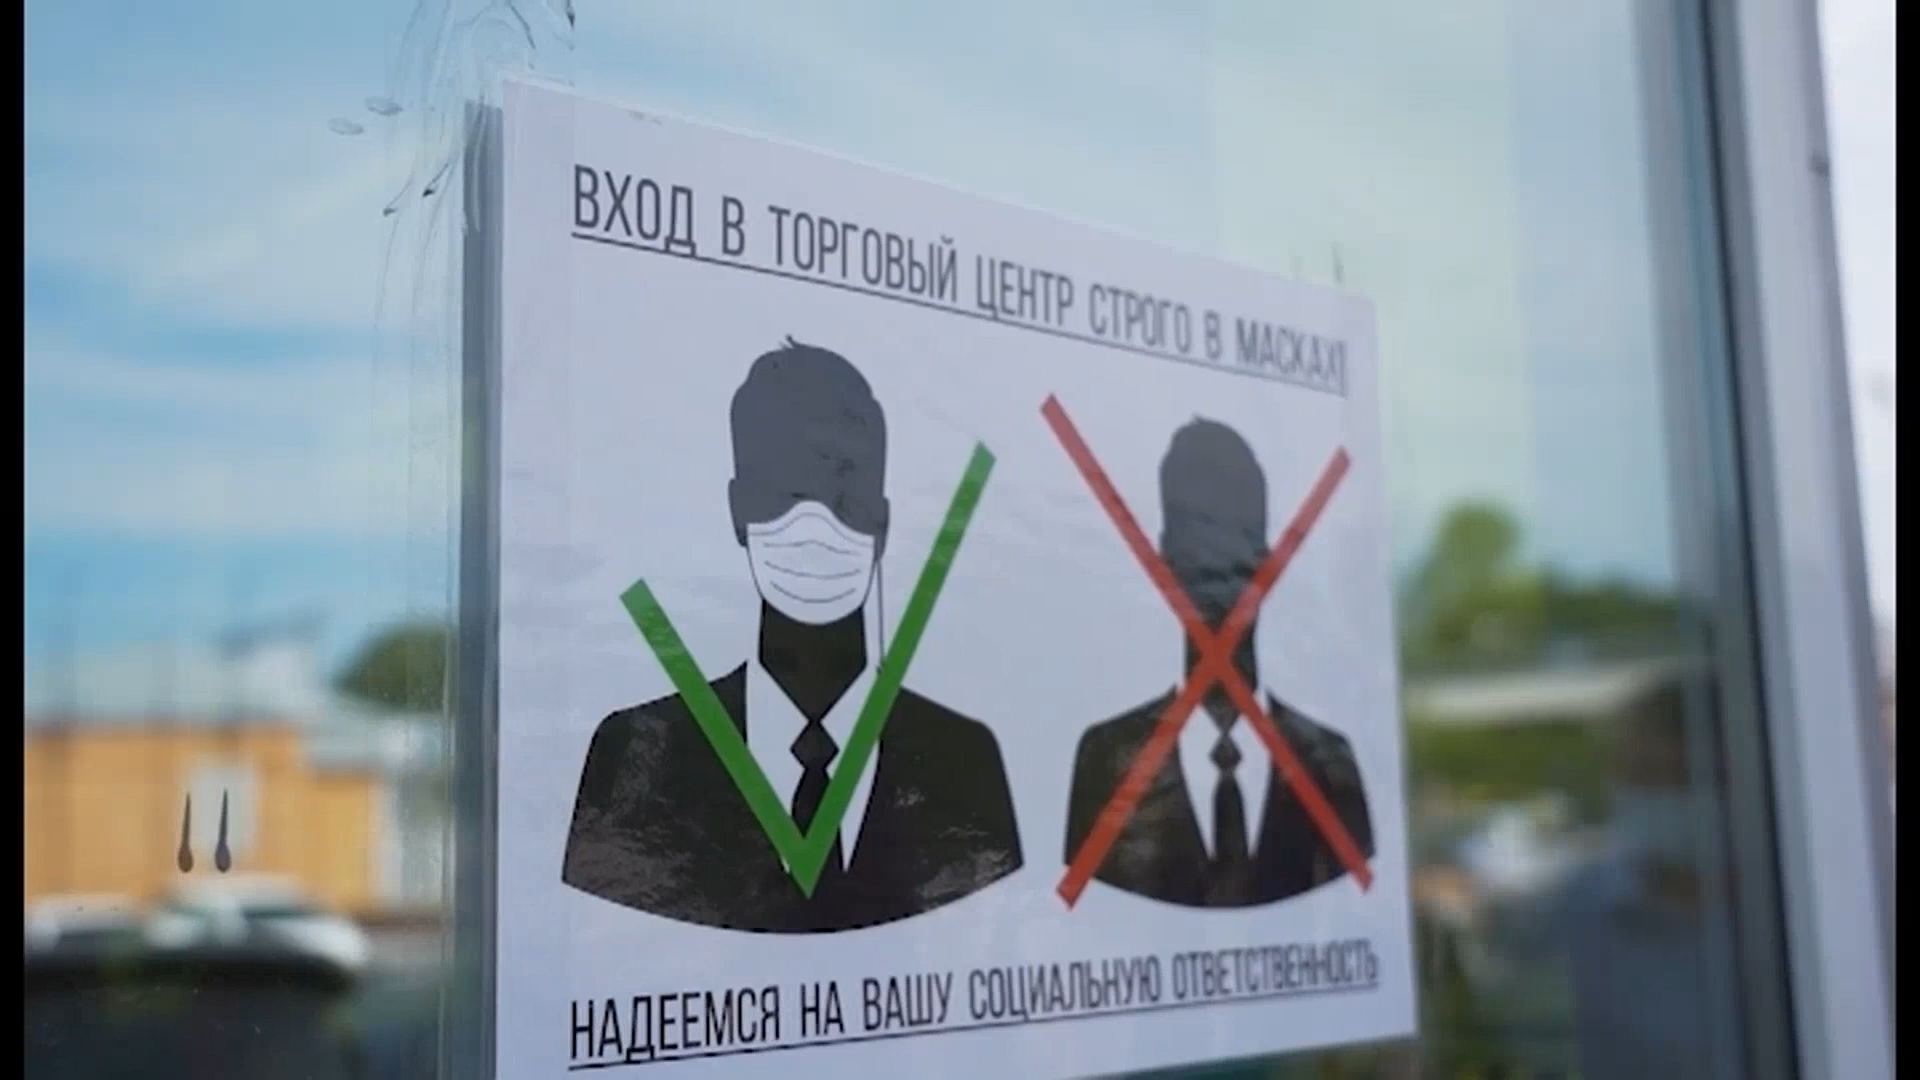 ВХОД В ТОРГОВЫЙ ЦЕНТР СТРОГО В МАСКАХ!
НАДЕЕМСЯ НА ВАШУ СОЦИАЛЬНУЮ ОТВЕТСТВЕННОСТЬ